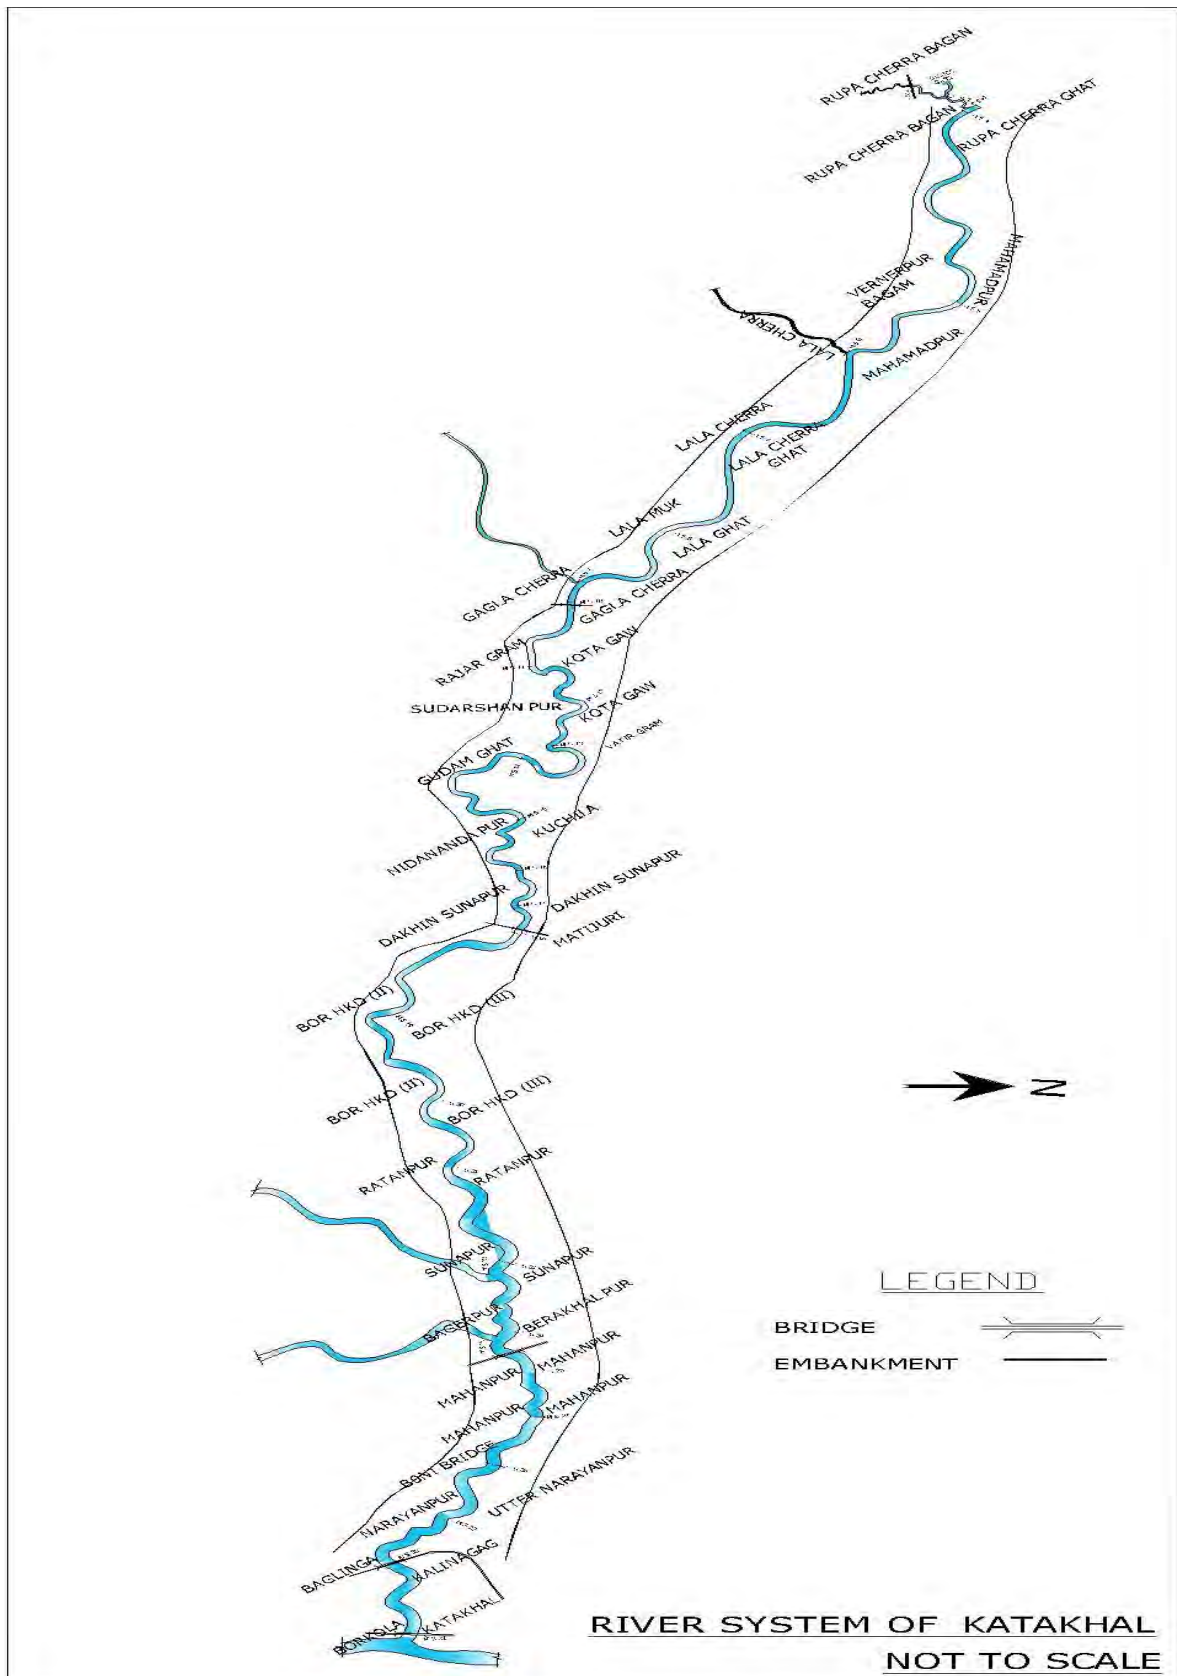 RUPA CHERRA BAGAN
RUPA CHERRA BAGAN
RUPA CHERRA GHAT
MAHAMADPUR
VERNERPUR
BAGAM
LALA CHERRA
MAHAMADPUR
LALA CHERRA
LALA CHERRA
GHAT
LALA MUK
LALA GHAT
GAGLA CHERRA
GAGLA CHERRA
RAJAR GRAM
KOTA GAW
SUDARSHAN PUR
KOTA GAW
VATIR GRAM
GUDAM GHAT
KUCHILA
NIDANANDA PUR
DAKHIN SUNAPUR
DAKHIN SUNAPUR
MATIJURI
BOR HKD (II)
BOR HKD (III)
N
BOR HKD (II)
BOR HKD (III)
RATANPUR
RATANPUR
SUNAPUR
SUNAPUR
LEGEND
BRIDGE
EMBANKMENT
BAGERPUR
BERAKHAL PUR
MAHANPUR
MAHANPUR
MAHANPUR
MAHANPUR
BONT BRIDGE
UTTER NARAYANPUR
NARAYANPUR
BAGLINGA
KALINAGAG
KATAKHAL
BORKOLA
RIVER SYSTEM OF KATAKHAL
NOT TO SCALE